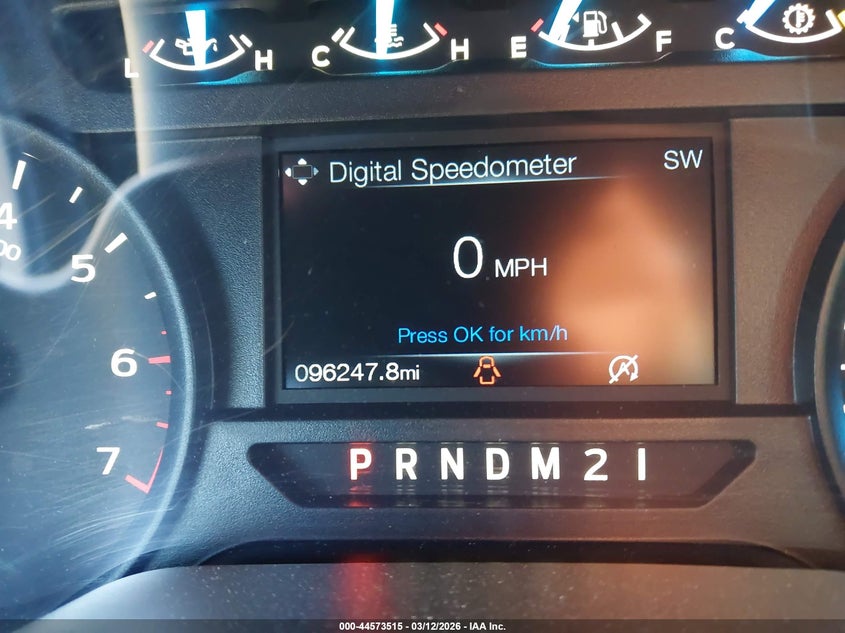 L H C H E F C
Digital Speedometer SW
0 MPH
Press OK for km/h
096247.8mi
4
00
5
6
7
P R N D M 2 1
000-44573515 - 03/12/2026 - IAA Inc.